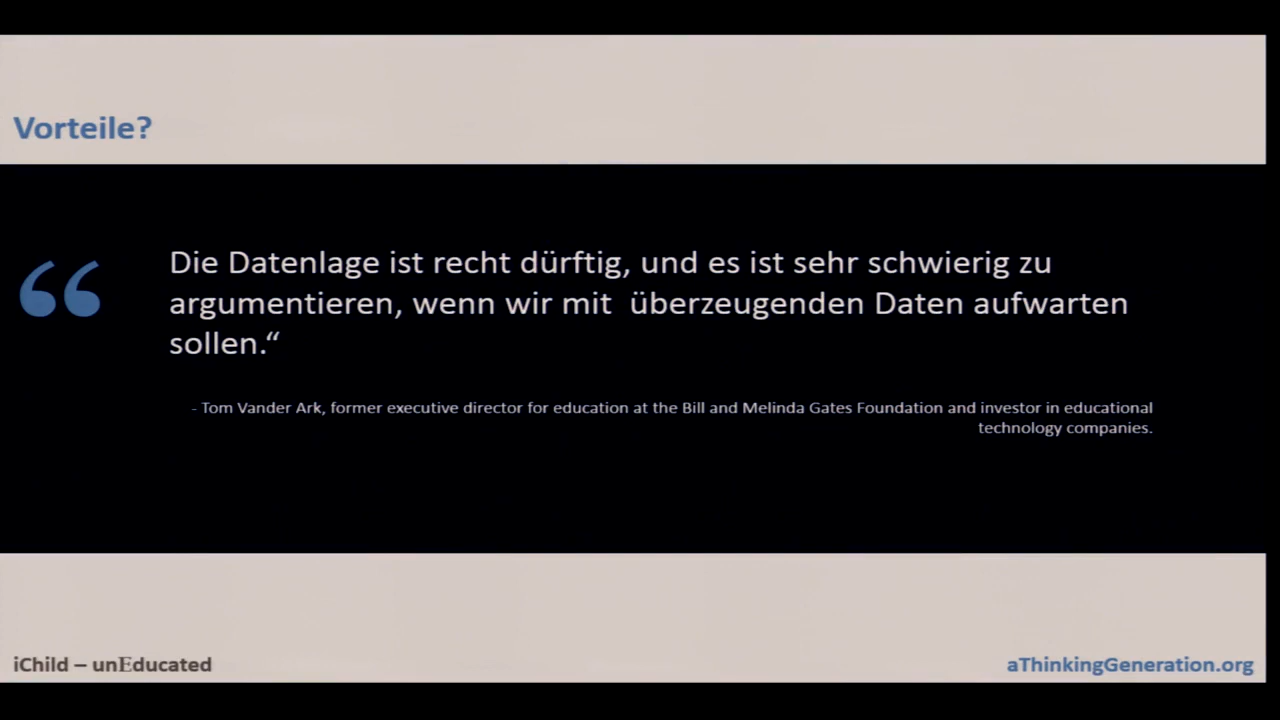 Vorteile?
“
Die Datenlage ist recht dürftig, und es ist sehr schwierig zu
argumentieren, wenn wir mit  überzeugenden Daten aufwarten
sollen.“
- Tom Vander Ark, former executive director for education at the Bill and Melinda Gates Foundation and investor in educational
technology companies.
iChild – unEducated
aThinkingGeneration.org